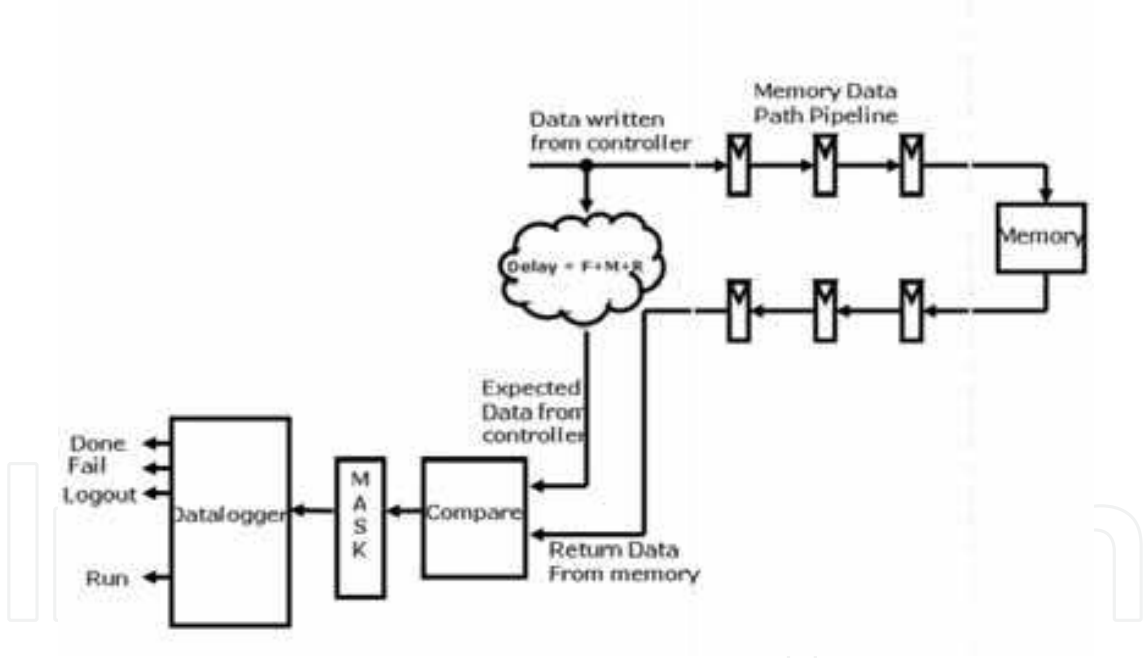 Memory Data
Path Pipeline
Data written
from controller
Memory
Delay = F+M+R
Expected
Data from
controller
Done
Fail
Logout
Datalogger
Run
M
A
S
K
Compare
Return Data
From memory